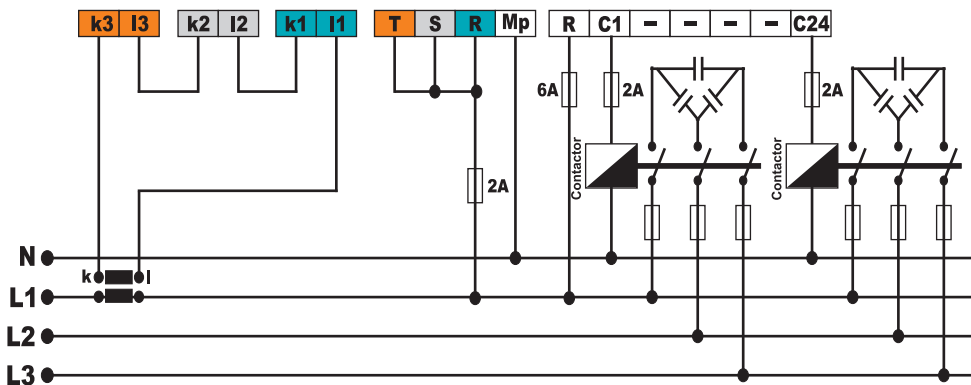 k3 l3 k2 l2 k1 l1 T S R Mp R C1 – – – – C24
6A 2A 2A
Contactor Contactor
2A
N
k l
L1
L2
L3